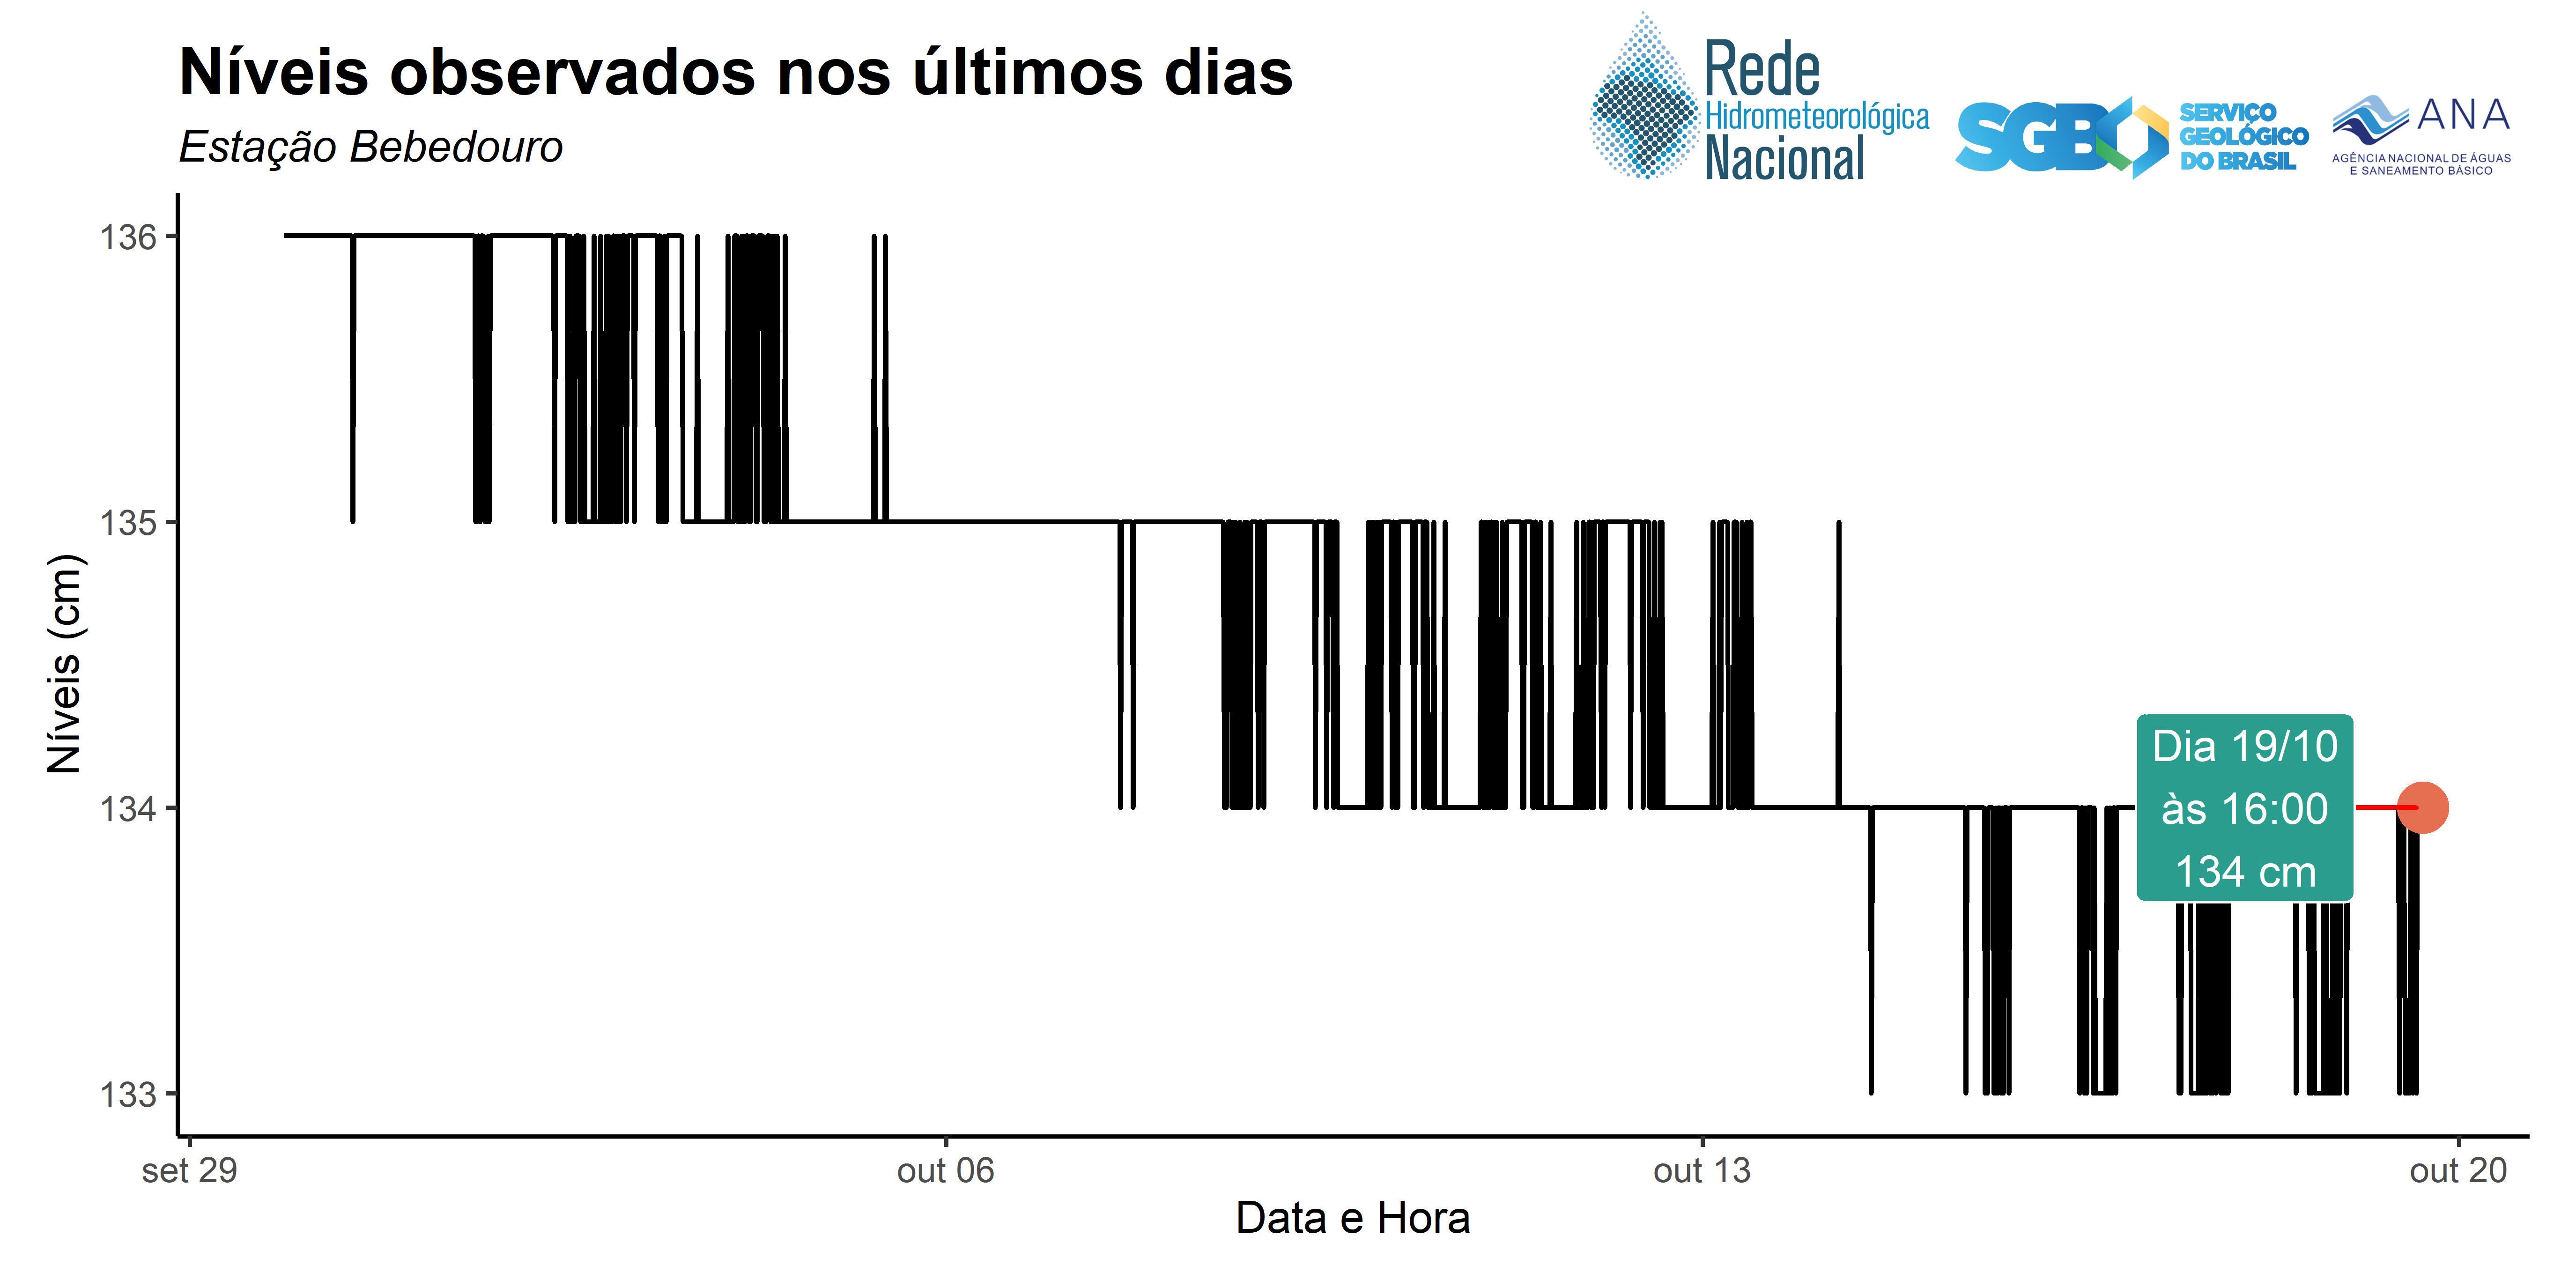 Níveis observados nos últimos dias
Estação Bebedouro
Rede
Hidrometeorológica
Nacional
SGB
SERVIÇO
GEOLÓGICO
DO BRASIL
ANA
AGÊNCIA NACIONAL DE ÁGUAS
E SANEAMENTO BÁSICO
Níveis (cm)
136
135
134
133
Dia 19/10
às 16:00
134 cm
set 29
out 06
out 13
out 20
Data e Hora